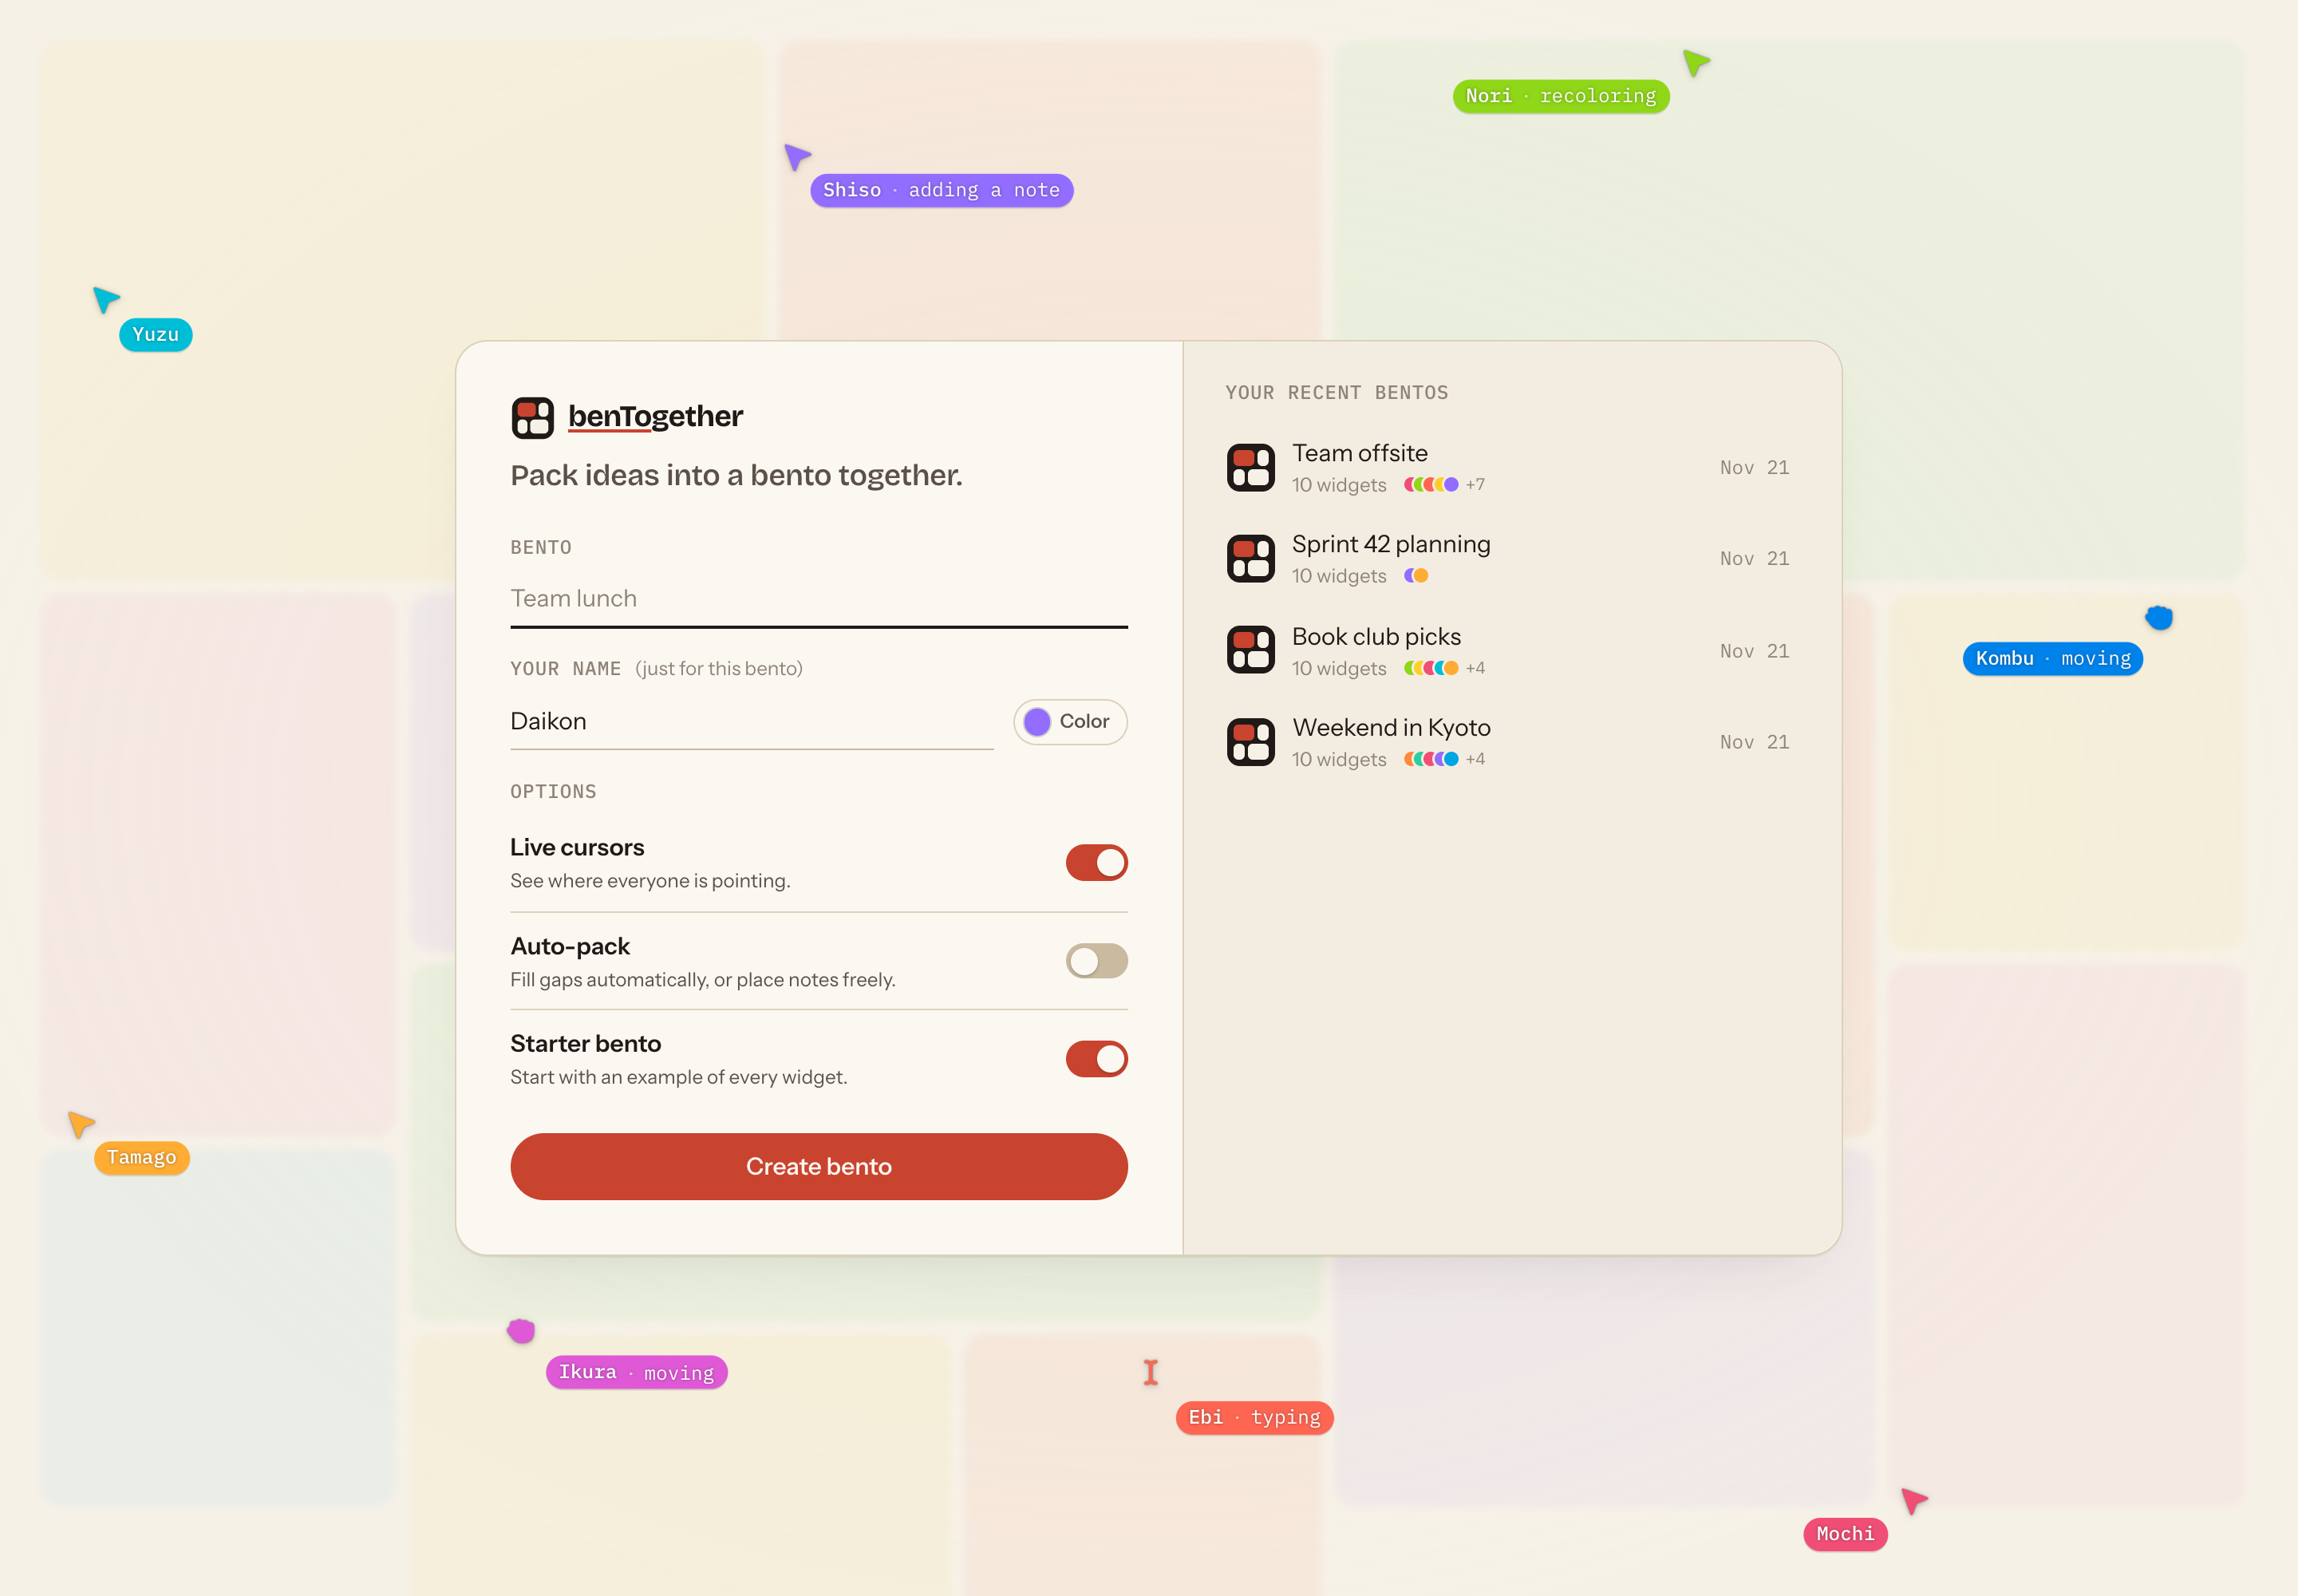 Nori · recoloring
Shiso · adding a note
Yuzu
benTogether
Pack ideas into a bento together.
BENTO
Team lunch
YOUR NAME (just for this bento)
Daikon
Color
OPTIONS
Live cursors
See where everyone is pointing.
Auto-pack
Fill gaps automatically, or place notes freely.
Starter bento
Start with an example of every widget.
Create bento
YOUR RECENT BENTOS
Team offsite
10 widgets +7
Nov 21
Sprint 42 planning
10 widgets
Nov 21
Book club picks
10 widgets +4
Nov 21
Weekend in Kyoto
10 widgets +4
Nov 21
Kombu · moving
Tamago
Ikura · moving
Ebi · typing
Mochi